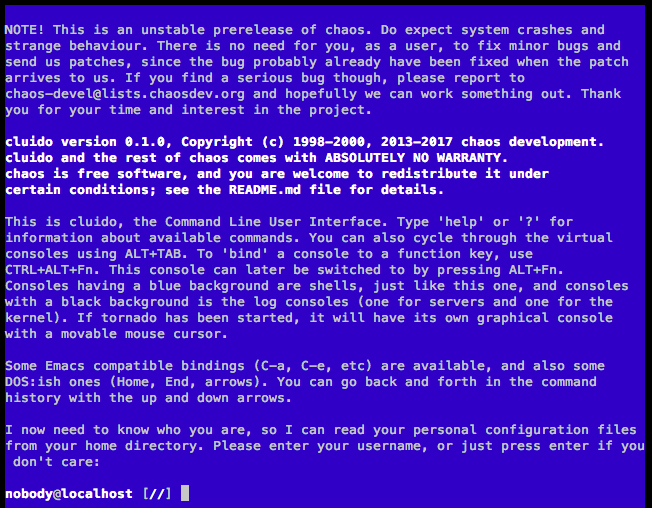 NOTE! This is an unstable prerelease of chaos. Do expect system crashes and
strange behaviour. There is no need for you, as a user, to fix minor bugs and
send us patches, since the bug probably already have been fixed when the patch
arrives to us. If you find a serious bug though, please report to
chaos-devel@lists.chaosdev.org and hopefully we can work something out. Thank
you for your time and interest in the project.

cluido version 0.1.0, Copyright (c) 1998-2000, 2013-2017 chaos development.
cluido and the rest of chaos comes with ABSOLUTELY NO WARRANTY.
chaos is free software, and you are welcome to redistribute it under
certain conditions; see the README.md file for details.

This is cluido, the Command Line User Interface. Type 'help' or '?' for
information about available commands. You can also cycle through the virtual
consoles using ALT+TAB. To 'bind' a console to a function key, use
CTRL+ALT+Fn. This console can later be switched to by pressing ALT+Fn.
Consoles having a blue background are shells, just like this one, and consoles
with a black background is the log consoles (one for servers and one for the
kernel). If tornado has been started, it will have its own graphical console
with a movable mouse cursor.

Some Emacs compatible bindings (C-a, C-e, etc) are available, and also some
DOS:ish ones (Home, End, arrows). You can go back and forth in the command
history with the up and down arrows.

I now need to know who you are, so I can read your personal configuration files
from your home directory. Please enter your username, or just press enter if you
 don't care:

nobody@localhost [//]